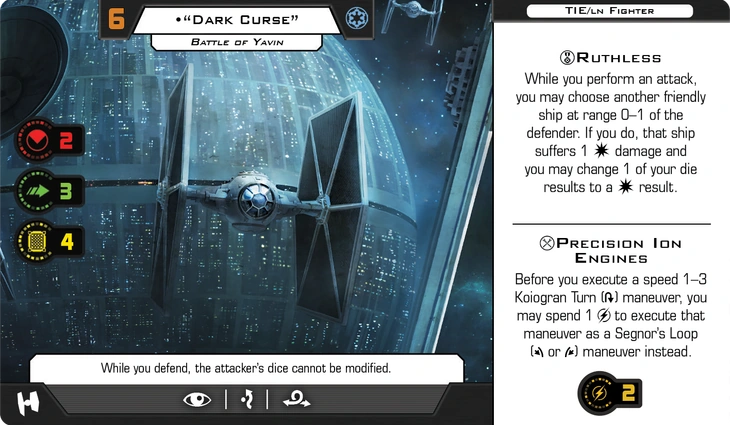 6
•“Dark Curse”
Battle of Yavin
2
3
4
While you defend, the attacker’s dice cannot be modified.
TIE/ln Fighter
Ruthless
While you perform an attack,
you may choose another friendly
ship at range 0–1 of the
defender. If you do, that ship
suffers 1 damage and
you may change 1 of your die
results to a result.
Precision Ion
Engines
Before you execute a speed 1–3
Koiogran Turn ( ) maneuver, you
may spend 1 to execute that
maneuver as a Segnor’s Loop
( or ) maneuver instead.
2